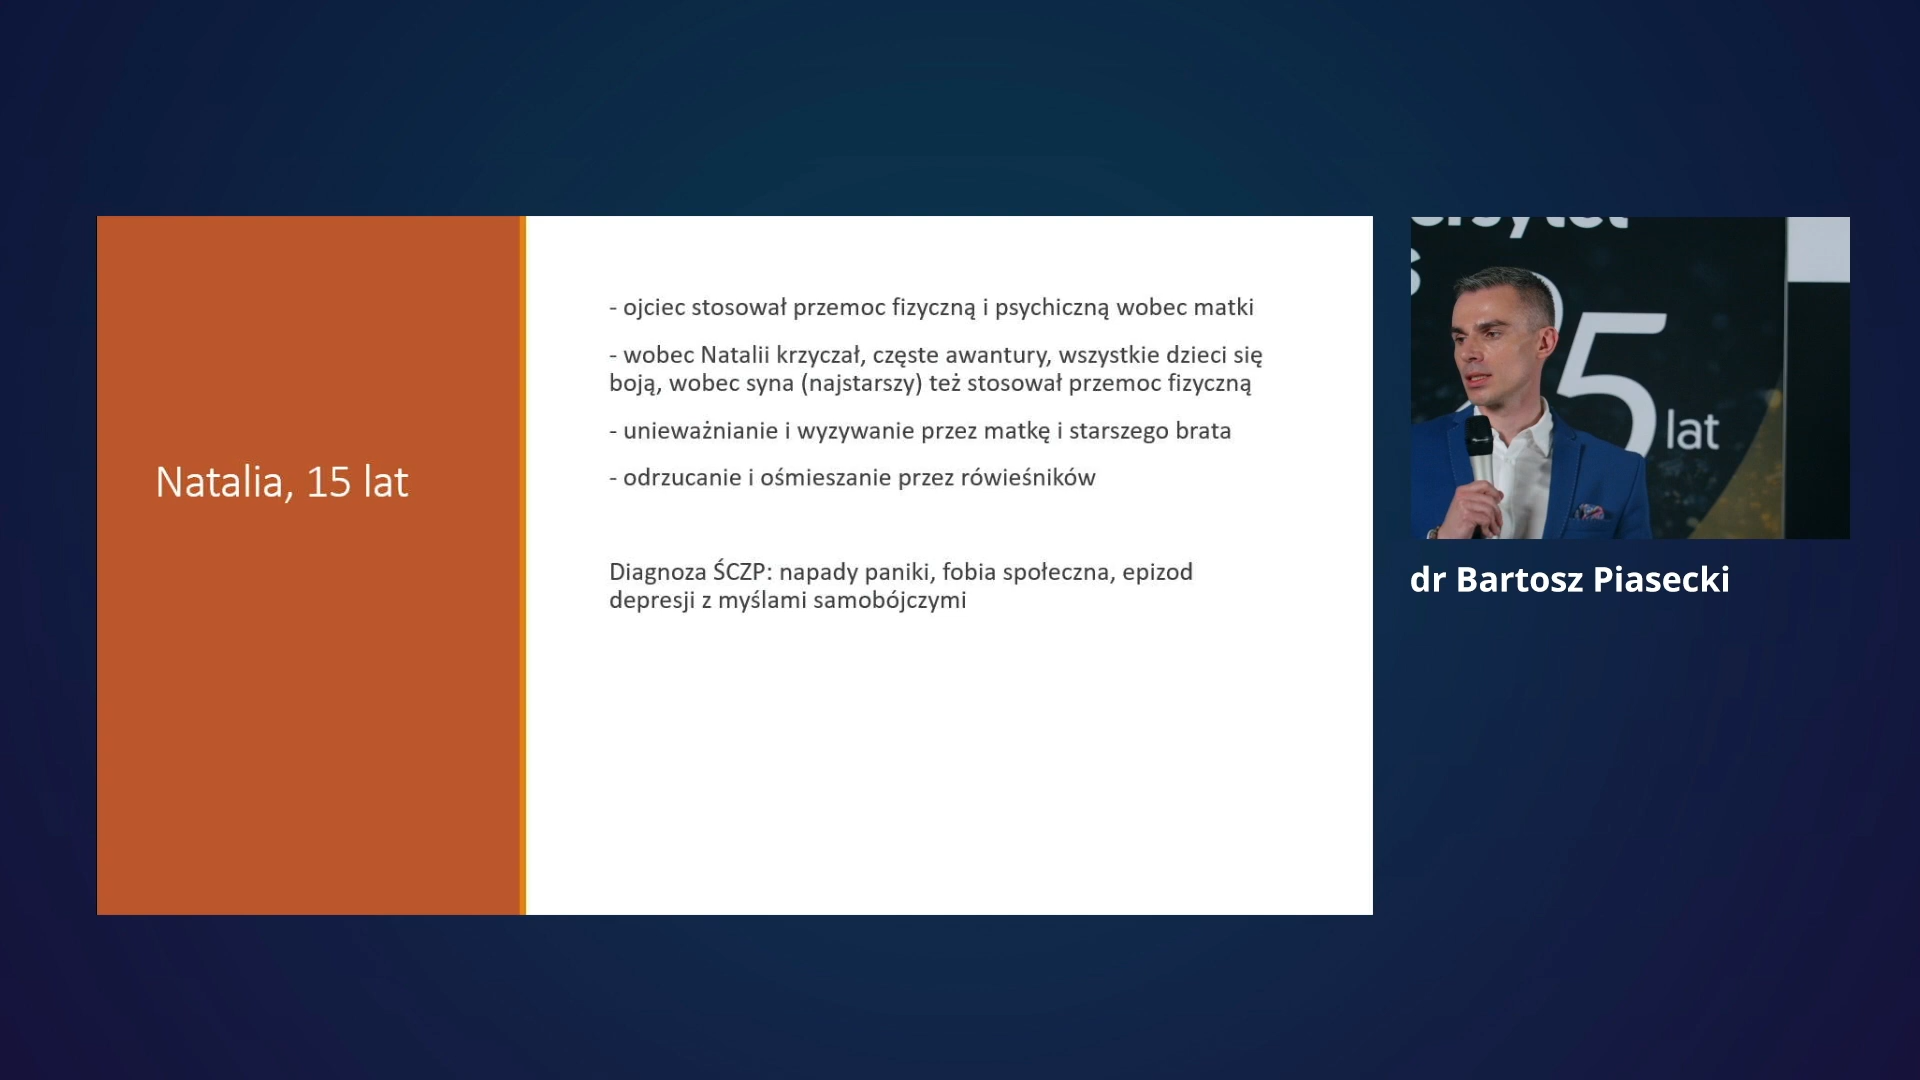 Natalia, 15 lat
- ojciec stosował przemoc fizyczną i psychiczną wobec matki
- wobec Natalii krzyczał, częste awantury, wszystkie dzieci się
boją, wobec syna (najstarszy) też stosował przemoc fizyczną
- unieważnianie i wyzywanie przez matkę i starszego brata
- odrzucanie i ośmieszanie przez rówieśników
Diagnoza ŚCZP: napady paniki, fobia społeczna, epizod
depresji z myślami samobójczymi
lat
dr Bartosz Piasecki